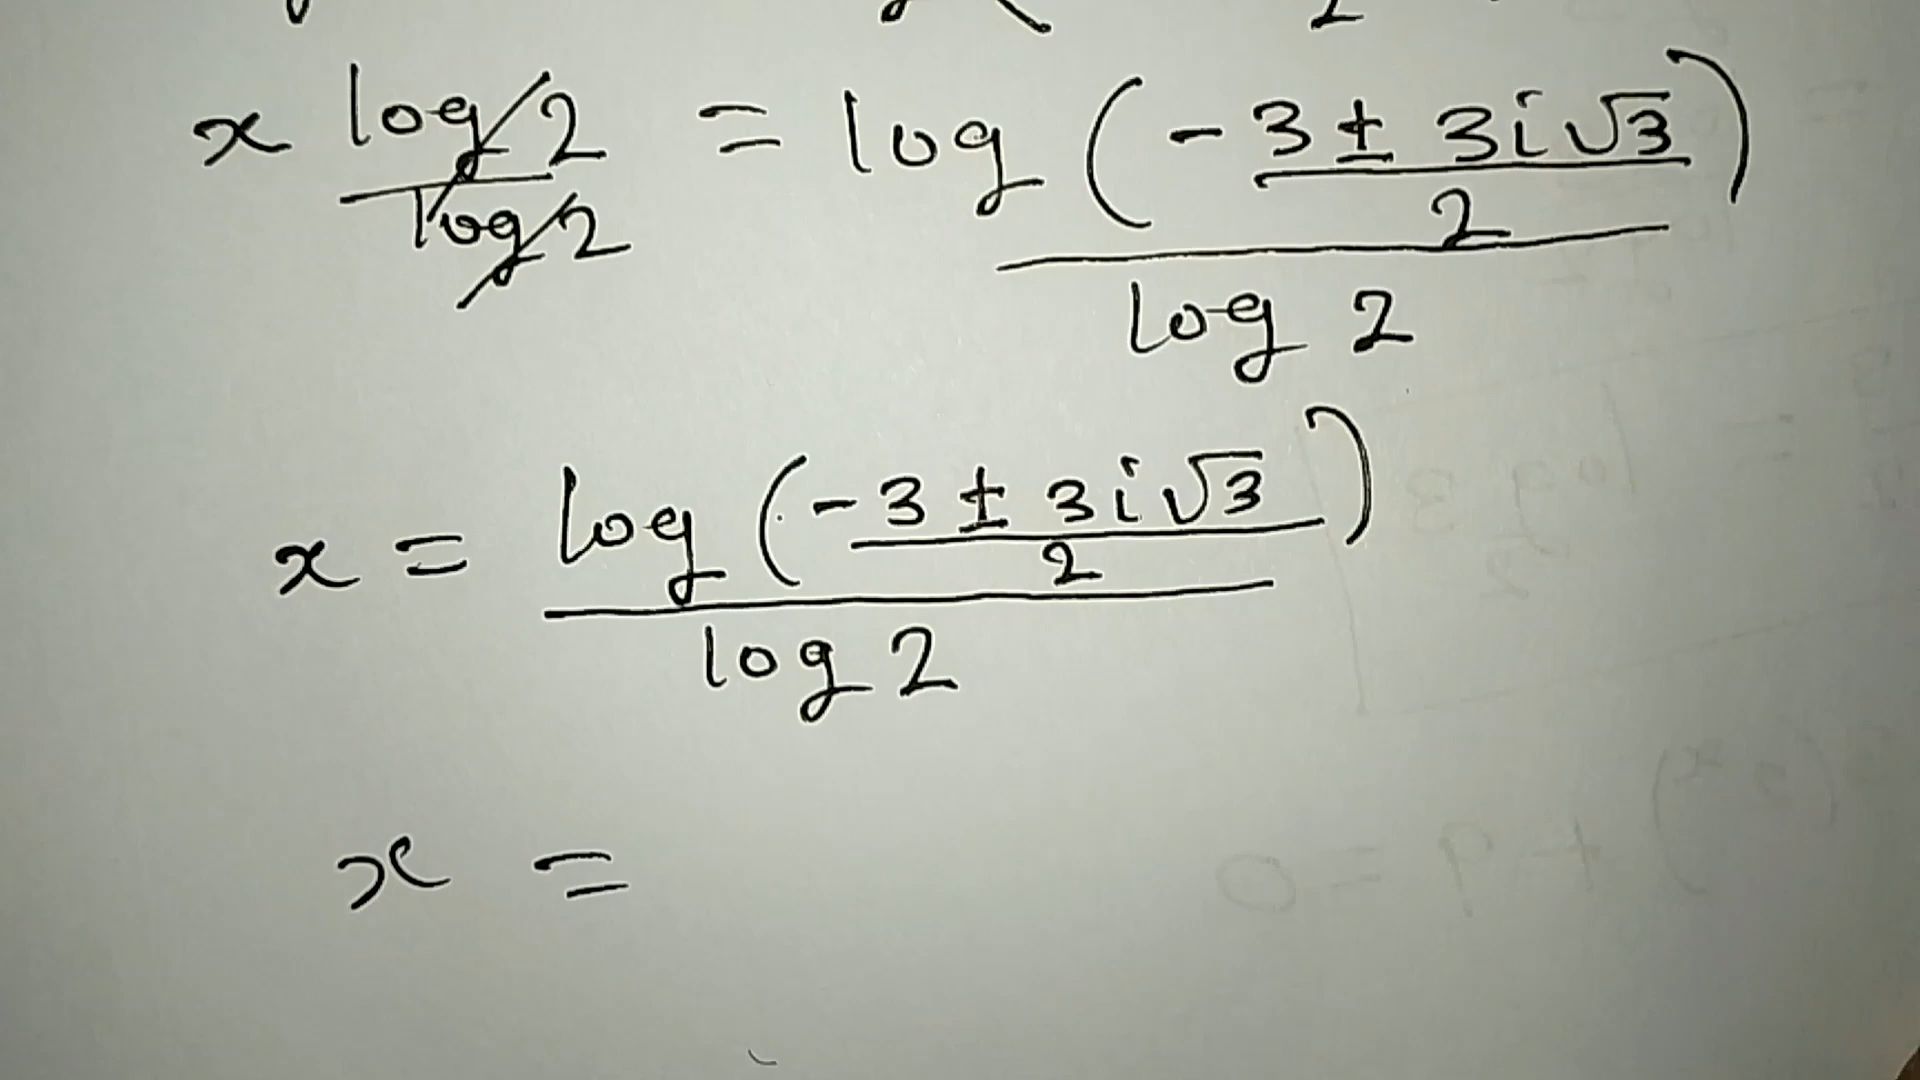 x log 2 / log 2 = log (-3 ± 3i√3 / 2) / log 2
x = log (-3 ± 3i√3 / 2) / log 2
x =